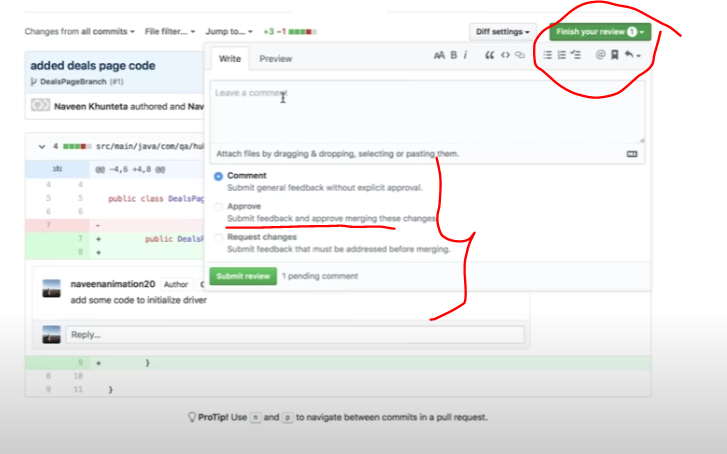 Changes from all commits File filter... Jump to... +3 −1
Diff settings
Finish your review 1
Write Preview
AA B i
added deals page code
DealsPageBranch (#1)
Leave a comment
Naveen Khunteta authored and Nav
Attach files by dragging & dropping, selecting or pasting them.
4 src/main/java/com/qa/hu
@@ -4,6 +4,8 @@
4 4
5 5 public class DealsPag
6 6
7 -
7 + public DealsP
8 +
Comment
Submit general feedback without explicit approval.
Approve
Submit feedback and approve merging these changes.
Request changes
Submit feedback that must be addressed before merging.
Submit review 1 pending comment
naveenanimation20 Author
add some code to initialize driver
Reply...
9 + }
8 10
9 11 }
ProTip! Use n and p to navigate between commits in a pull request.